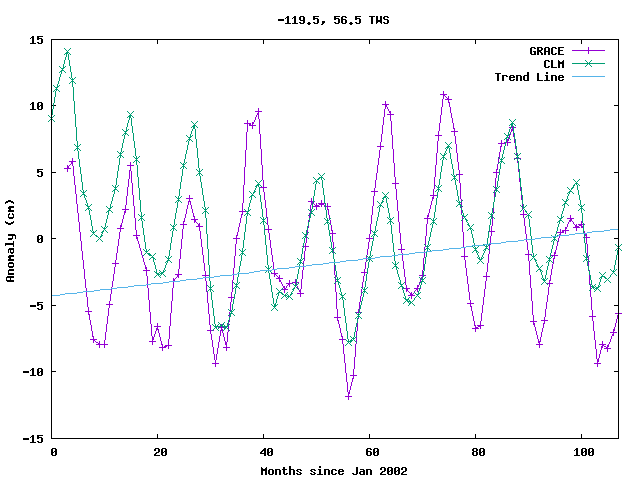 -119.5, 56.5 TWS
GRACE
CLM
Trend Line
15
10
5
0
-5
-10
-15
Anomaly (cm)
0 20 40 60 80 100
Months since Jan 2002